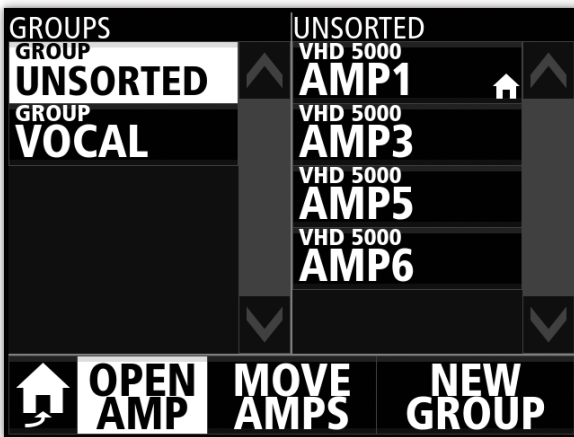 GROUPS
GROUP
UNSORTED
GROUP
VOCAL
UNSORTED
VHD 5000
AMP1
VHD 5000
AMP3
VHD 5000
AMP5
VHD 5000
AMP6
OPEN
AMP
MOVE
AMPS
NEW
GROUP